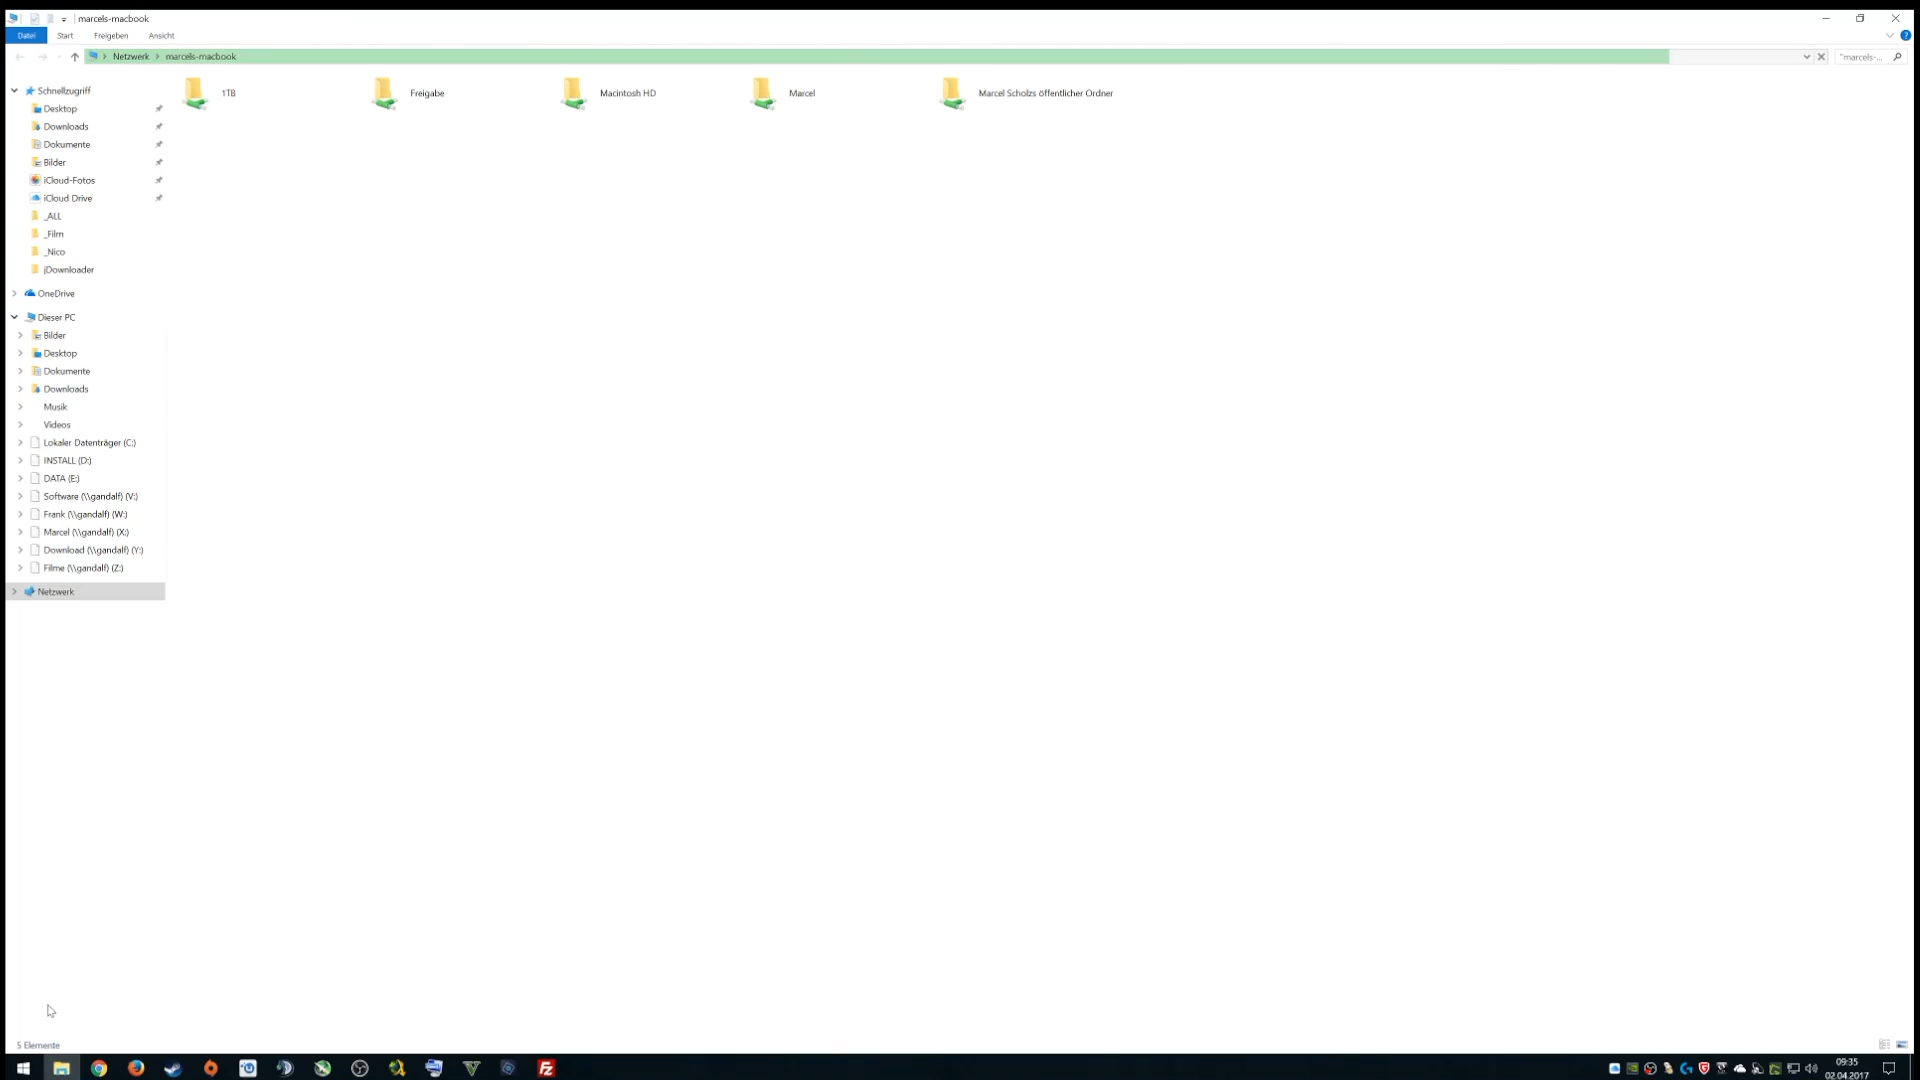 marcels-macbook
Datei Start Freigeben Ansicht
Netzwerk marcels-macbook
"marcels-...
Schnellzugriff
Desktop
Downloads
Dokumente
Bilder
iCloud-Fotos
iCloud Drive
_ALL
_Film
_Nico
jDownloader
OneDrive
Dieser PC
Bilder
Desktop
Dokumente
Downloads
Musik
Videos
Lokaler Datenträger (C:)
INSTALL (D:)
DATA (E:)
Software (\\gandalf) (V:)
Frank (\\gandalf) (W:)
Marcel (\\gandalf) (X:)
Download (\\gandalf) (Y:)
Filme (\\gandalf) (Z:)
Netzwerk
1TB Freigabe Macintosh HD Marcel Marcel Scholzs öffentlicher Ordner
5 Elemente
09:35
02.04.2017